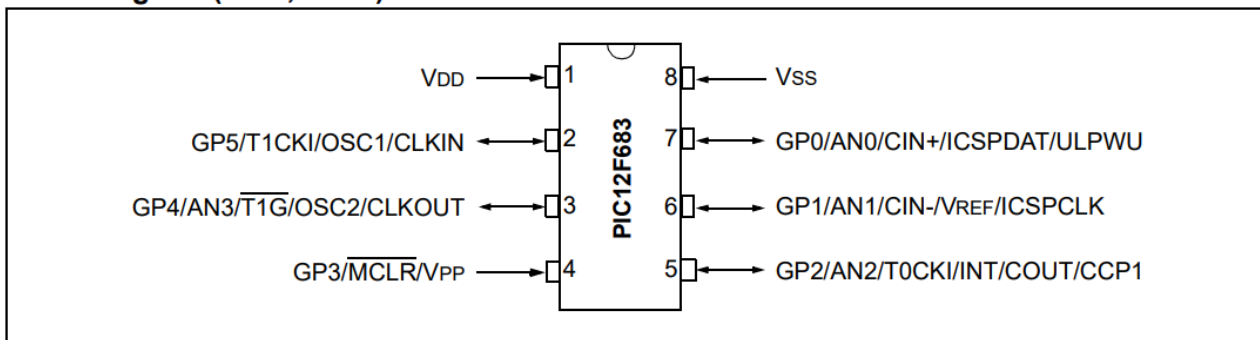 VDD 1 8 VSS
GP5/T1CKI/OSC1/CLKIN 2 7 GP0/AN0/CIN+/ICSPDAT/ULPWU
GP4/AN3/T1G/OSC2/CLKOUT 3 6 GP1/AN1/CIN-/VREF/ICSPCLK
GP3/MCLR/VPP 4 5 GP2/AN2/T0CKI/INT/COUT/CCP1
PIC12F683